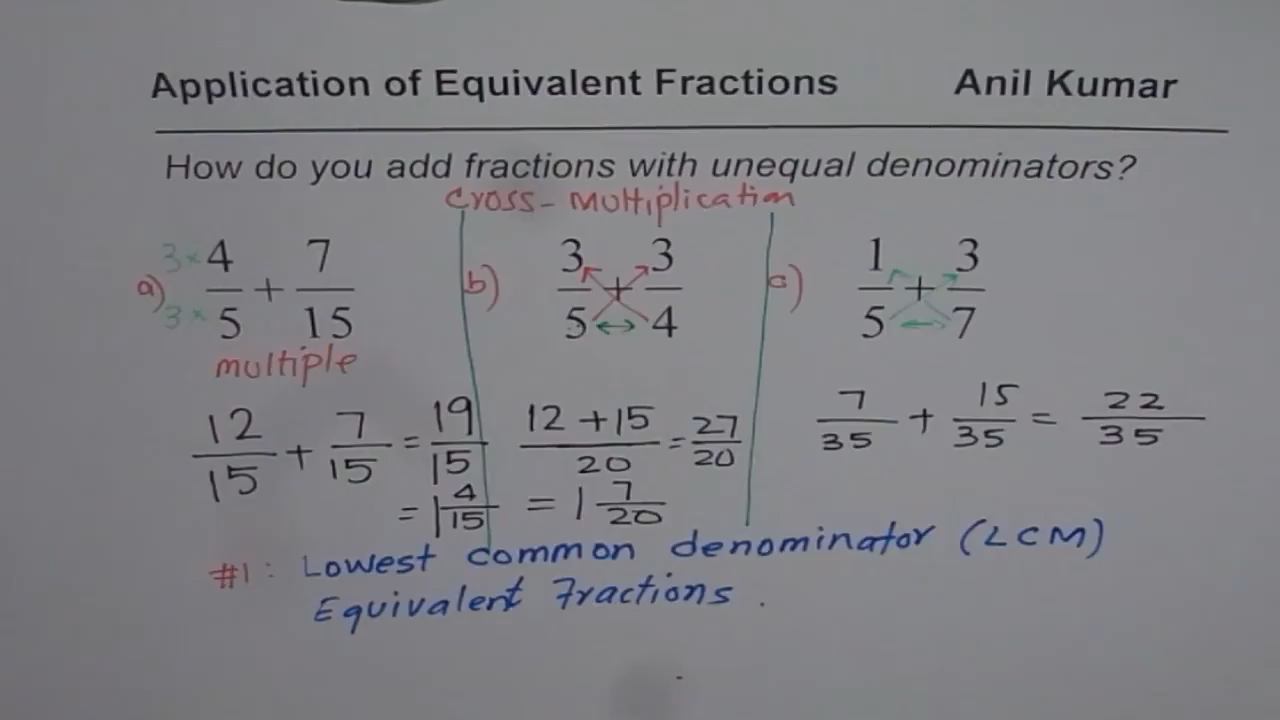 Application of Equivalent Fractions Anil Kumar
How do you add fractions with unequal denominators?
Cross-Multiplication
a) 3× 4/3× 5 + 7/15
b) 3/5 + 3/4
c) 1/5 + 3/7
multiple
12/15 + 7/15 = 19/15
= 1 4/15
12 + 15/20 = 27/20
= 1 7/20
7/35 + 15/35 = 22/35
#1: Lowest common denominator (LCM)
Equivalent Fractions.